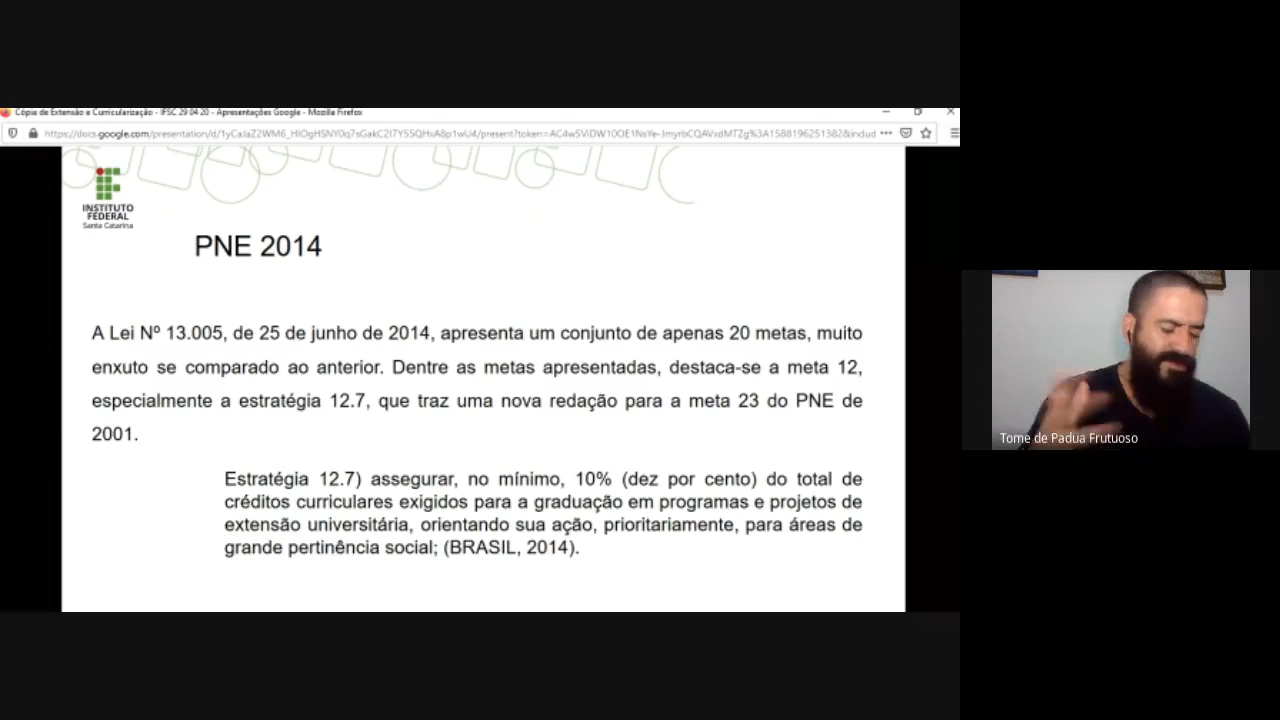 Cópia de Extensão e Curricularização - IFSC 29 04 20 - Apresentações Google - Mozilla Firefox
INSTITUTO
FEDERAL
Santa Catarina
PNE 2014
A Lei Nº 13.005, de 25 de junho de 2014, apresenta um conjunto de apenas 20 metas, muito
enxuto se comparado ao anterior. Dentre as metas apresentadas, destaca-se a meta 12,
especialmente a estratégia 12.7, que traz uma nova redação para a meta 23 do PNE de
2001.
Estratégia 12.7) assegurar, no mínimo, 10% (dez por cento) do total de
créditos curriculares exigidos para a graduação em programas e projetos de
extensão universitária, orientando sua ação, prioritariamente, para áreas de
grande pertinência social; (BRASIL, 2014).
Tome de Padua Frutuoso